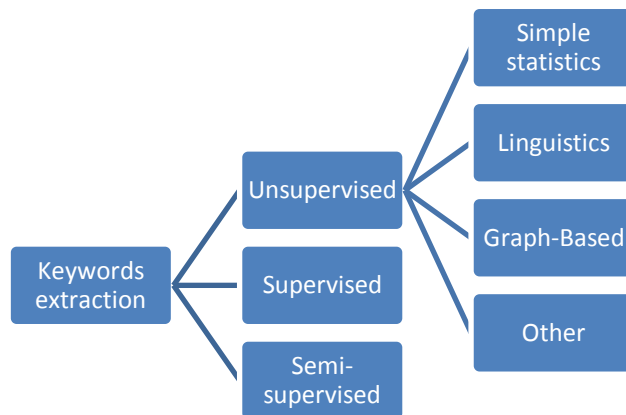 Simple
statistics
Linguistics
Unsupervised
Graph-Based
Keywords
extraction
Supervised
Other
Semi-
supervised